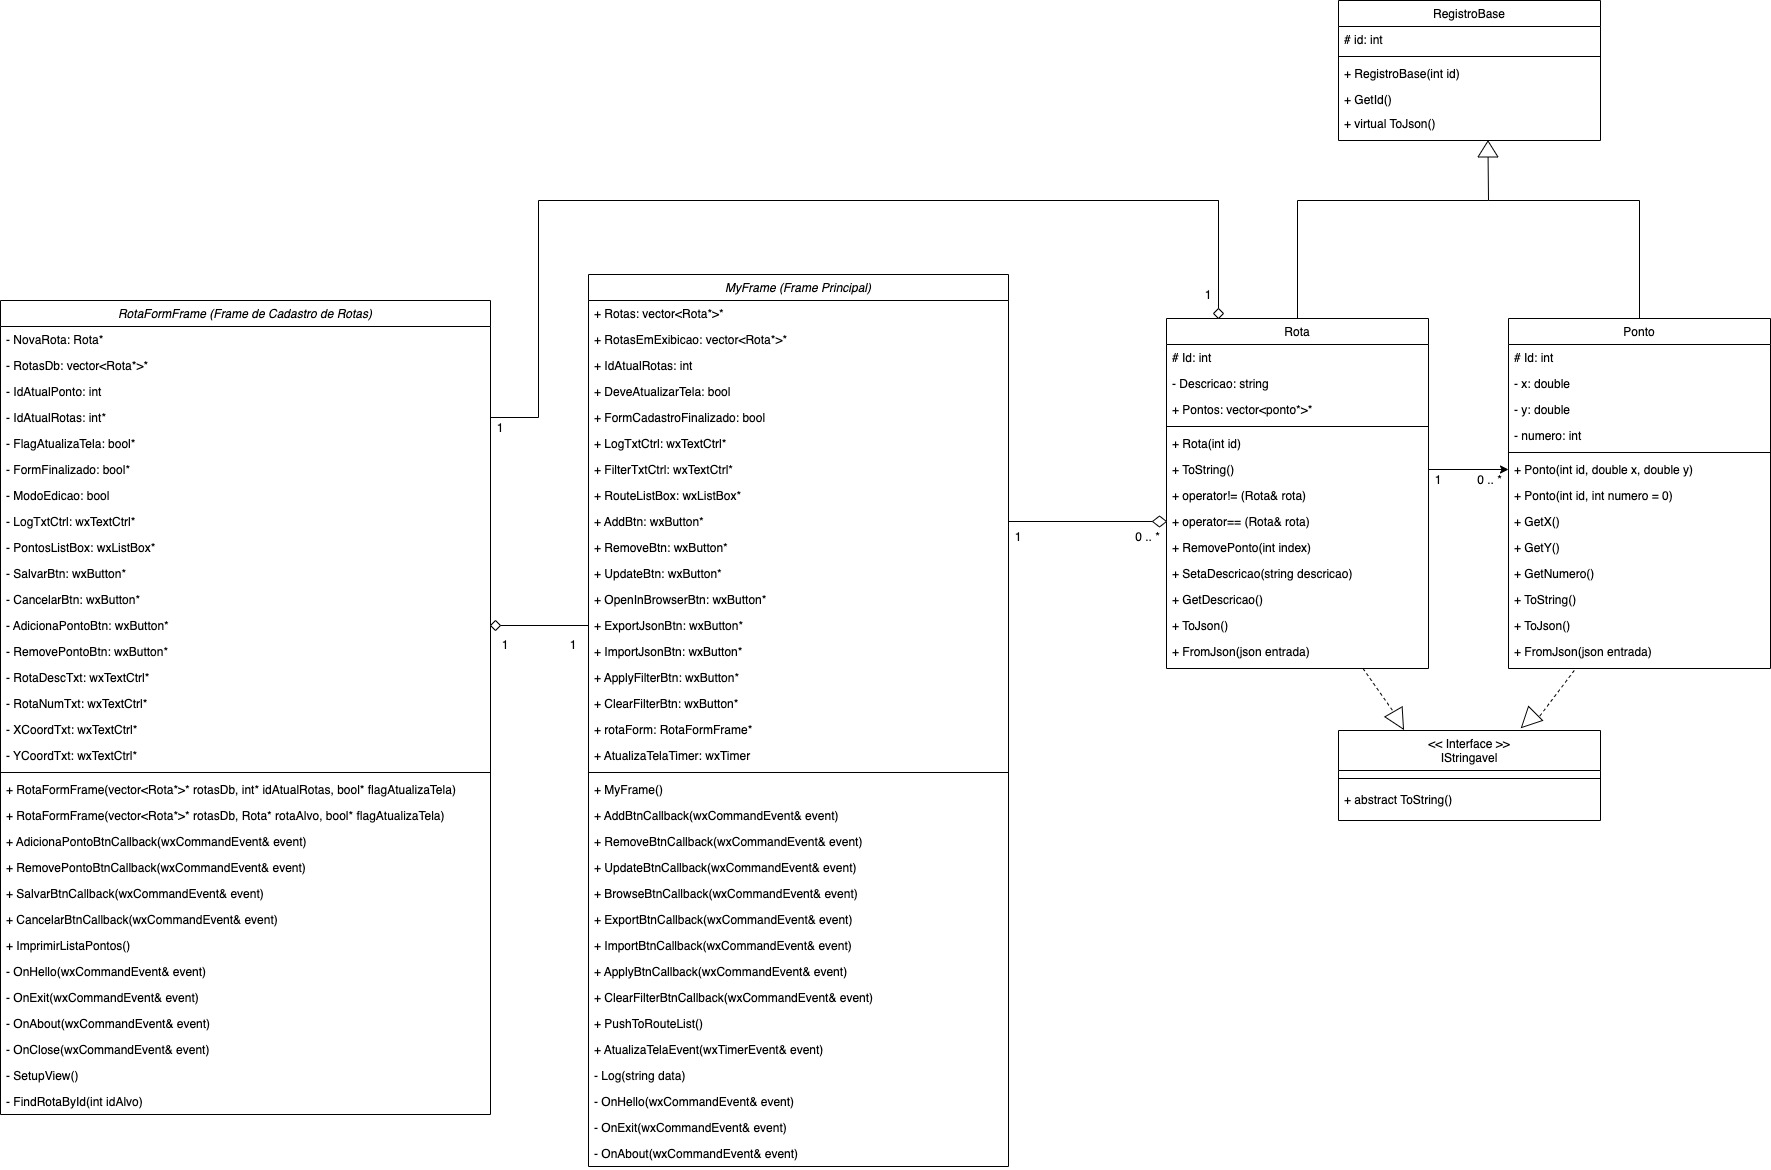 RegistroBase
# id: int
+ RegistroBase(int id)
+ GetId()
+ virtual ToJson()
RotaFormFrame (Frame de Cadastro de Rotas)
- NovaRota: Rota*
- RotasDb: vector<Rota*>*
- IdAtualPonto: int
- IdAtualRotas: int*
- FlagAtualizaTela: bool*
- FormFinalizado: bool*
- ModoEdicao: bool
- LogTxtCtrl: wxTextCtrl*
- PontosListBox: wxListBox*
- SalvarBtn: wxButton*
- CancelarBtn: wxButton*
- AdicionaPontoBtn: wxButton*
- RemovePontoBtn: wxButton*
- RotaDescTxt: wxTextCtrl*
- RotaNumTxt: wxTextCtrl*
- XCoordTxt: wxTextCtrl*
- YCoordTxt: wxTextCtrl*
+ RotaFormFrame(vector<Rota*>* rotasDb, int* idAtualRotas, bool* flagAtualizaTela)
+ RotaFormFrame(vector<Rota*>* rotasDb, Rota* rotaAlvo, bool* flagAtualizaTela)
+ AdicionaPontoBtnCallback(wxCommandEvent& event)
+ RemovePontoBtnCallback(wxCommandEvent& event)
+ SalvarBtnCallback(wxCommandEvent& event)
+ CancelarBtnCallback(wxCommandEvent& event)
+ ImprimirListaPontos()
- OnHello(wxCommandEvent& event)
- OnExit(wxCommandEvent& event)
- OnAbout(wxCommandEvent& event)
- OnClose(wxCommandEvent& event)
- SetupView()
- FindRotaById(int idAlvo)
1
1
1
1
MyFrame (Frame Principal)
+ Rotas: vector<Rota*>*
+ RotasEmExibicao: vector<Rota*>*
+ IdAtualRotas: int
+ DeveAtualizarTela: bool
+ FormCadastroFinalizado: bool
+ LogTxtCtrl: wxTextCtrl*
+ FilterTxtCtrl: wxTextCtrl*
+ RouteListBox: wxListBox*
+ AddBtn: wxButton*
+ RemoveBtn: wxButton*
+ UpdateBtn: wxButton*
+ OpenInBrowserBtn: wxButton*
+ ExportJsonBtn: wxButton*
+ ImportJsonBtn: wxButton*
+ ApplyFilterBtn: wxButton*
+ ClearFilterBtn: wxButton*
+ rotaForm: RotaFormFrame*
+ AtualizaTelaTimer: wxTimer
+ MyFrame()
+ AddBtnCallback(wxCommandEvent& event)
+ RemoveBtnCallback(wxCommandEvent& event)
+ UpdateBtnCallback(wxCommandEvent& event)
+ BrowseBtnCallback(wxCommandEvent& event)
+ ExportBtnCallback(wxCommandEvent& event)
+ ImportBtnCallback(wxCommandEvent& event)
+ ApplyBtnCallback(wxCommandEvent& event)
+ ClearFilterBtnCallback(wxCommandEvent& event)
+ PushToRouteList()
+ AtualizaTelaEvent(wxTimerEvent& event)
- Log(string data)
- OnHello(wxCommandEvent& event)
- OnExit(wxCommandEvent& event)
- OnAbout(wxCommandEvent& event)
1
0 .. *
Rota
# Id: int
- Descricao: string
+ Pontos: vector<ponto*>*
+ Rota(int id)
+ ToString()
+ operator!= (Rota& rota)
+ operator== (Rota& rota)
+ RemovePonto(int index)
+ SetaDescricao(string descricao)
+ GetDescricao()
+ ToJson()
+ FromJson(json entrada)
1
0 .. *
Ponto
# Id: int
- x: double
- y: double
- numero: int
+ Ponto(int id, double x, double y)
+ Ponto(int id, int numero = 0)
+ GetX()
+ GetY()
+ GetNumero()
+ ToString()
+ ToJson()
+ FromJson(json entrada)
<< Interface >>
IStringavel
+ abstract ToString()